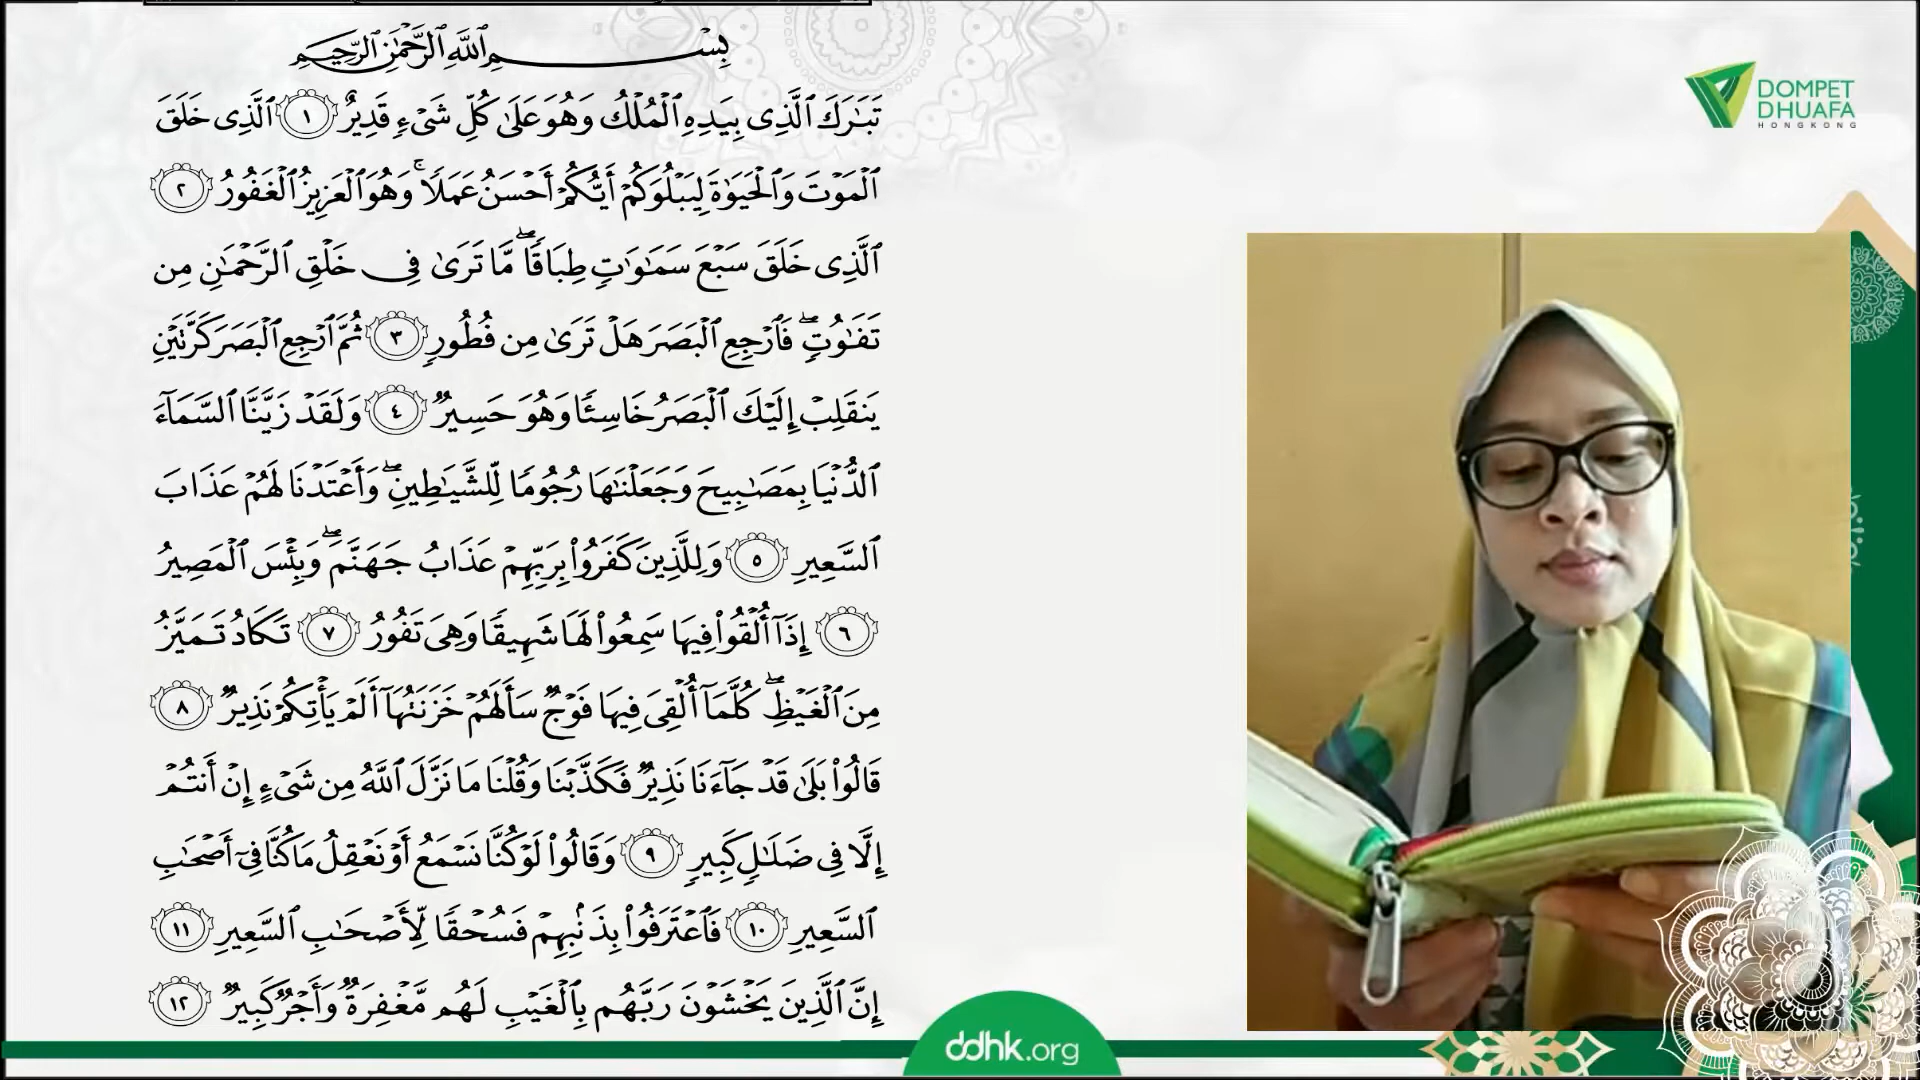 بِسْمِ ٱللَّهِ ٱلرَّحْمَٰنِ ٱلرَّحِيمِ
تَبَٰرَكَ ٱلَّذِى بِيَدِهِ ٱلْمُلْكُ وَهُوَ عَلَىٰ كُلِّ شَىْءٍ قَدِيرٌ ١ ٱلَّذِى خَلَقَ
ٱلْمَوْتَ وَٱلْحَيَوٰةَ لِيَبْلُوَكُمْ أَيُّكُمْ أَحْسَنُ عَمَلًا ۚ وَهُوَ ٱلْعَزِيزُ ٱلْغَفُورُ ٢
ٱلَّذِى خَلَقَ سَبْعَ سَمَٰوَٰتٍ طِبَاقًا ۖ مَّا تَرَىٰ فِى خَلْقِ ٱلرَّحْمَٰنِ مِن
تَفَٰوُتٍ ۖ فَٱرْجِعِ ٱلْبَصَرَ هَلْ تَرَىٰ مِن فُطُورٍ ٣ ثُمَّ ٱرْجِعِ ٱلْبَصَرَ كَرَّتَيْنِ
يَنقَلِبْ إِلَيْكَ ٱلْبَصَرُ خَاسِئًا وَهُوَ حَسِيرٌ ٤ وَلَقَدْ زَيَّنَّا ٱلسَّمَآءَ
ٱلدُّنْيَا بِمَصَٰبِيحَ وَجَعَلْنَٰهَا رُجُومًا لِّلشَّيَٰطِينِ ۖ وَأَعْتَدْنَا لَهُمْ عَذَابَ
ٱلسَّعِيرِ ٥ وَلِلَّذِينَ كَفَرُوا۟ بِرَبِّهِمْ عَذَابُ جَهَنَّمَ ۖ وَبِئْسَ ٱلْمَصِيرُ
٦ إِذَآ أُلْقُوا۟ فِيهَا سَمِعُوا۟ لَهَا شَهِيقًا وَهِىَ تَفُورُ ٧ تَكَادُ تَمَيَّزُ
مِنَ ٱلْغَيْظِ ۖ كُلَّمَآ أُلْقِىَ فِيهَا فَوْجٌ سَأَلَهُمْ خَزَنَتُهَآ أَلَمْ يَأْتِكُمْ نَذِيرٌ ٨
قَالُوا۟ بَلَىٰ قَدْ جَآءَنَا نَذِيرٌ فَكَذَّبْنَا وَقُلْنَا مَا نَزَّلَ ٱللَّهُ مِن شَىْءٍ إِنْ أَنتُمْ
إِلَّا فِى ضَلَٰلٍ كَبِيرٍ ٩ وَقَالُوا۟ لَوْ كُنَّا نَسْمَعُ أَوْ نَعْقِلُ مَا كُنَّا فِىٓ أَصْحَٰبِ
ٱلسَّعِيرِ ١٠ فَٱعْتَرَفُوا۟ بِذَنۢبِهِمْ فَسُحْقًا لِّأَصْحَٰبِ ٱلسَّعِيرِ ١١
إِنَّ ٱلَّذِينَ يَخْشَوْنَ رَبَّهُم بِٱلْغَيْبِ لَهُم مَّغْفِرَةٌ وَأَجْرٌ كَبِيرٌ ١٢
DOMPET
DHUAFA
HONGKONG
ddhk.org